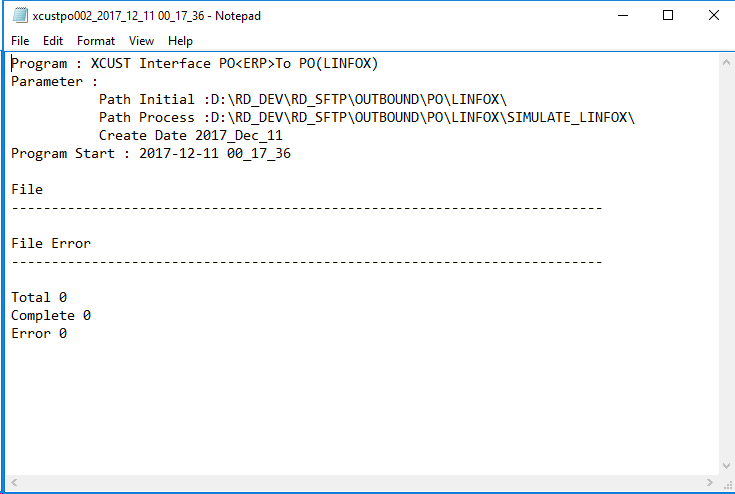 xcustpo002_2017_12_11 00_17_36 - Notepad
File Edit Format View Help
Program : XCUST Interface PO<ERP>To PO(LINFOX)
Parameter :
           Path Initial :D:\RD_DEV\RD_SFTP\OUTBOUND\PO\LINFOX\
           Path Process :D:\RD_DEV\RD_SFTP\OUTBOUND\PO\LINFOX\SIMULATE_LINFOX\
           Create Date 2017_Dec_11
Program Start : 2017-12-11 00_17_36
File
--------------------------------------------------------------------------
File Error
--------------------------------------------------------------------------
Total 0
Complete 0
Error 0